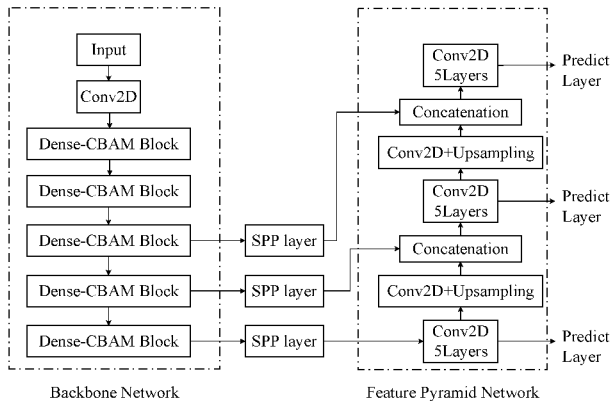 Input
Conv2D
Dense-CBAM Block
Dense-CBAM Block
Dense-CBAM Block
Dense-CBAM Block
Dense-CBAM Block
Backbone Network
SPP layer
SPP layer
SPP layer
Conv2D
5Layers
Predict
Layer
Concatenation
Conv2D+Upsampling
Conv2D
5Layers
Predict
Layer
Concatenation
Conv2D+Upsampling
Conv2D
5Layers
Predict
Layer
Feature Pyramid Network